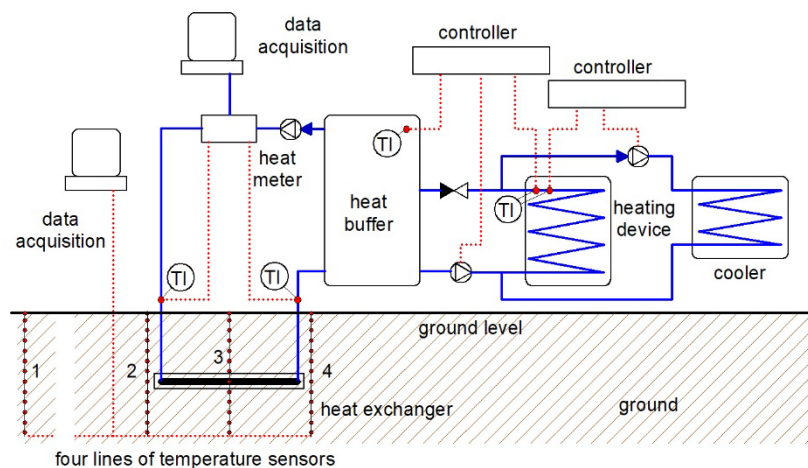 data
acquisition
controller
controller
heat
meter
TI
TI
data
acquisition
heat
buffer
heating
device
cooler
TI
TI
ground level
1
2
3
4
heat exchanger
ground
four lines of temperature sensors